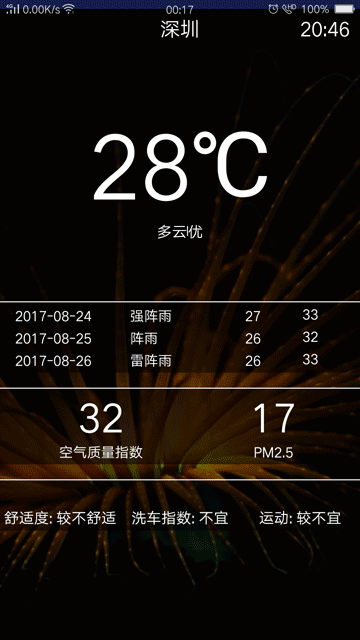 0.00K/s 00:17 100%
深圳 20:46
28℃
多云|优
2017-08-24 强阵雨 27 33
2017-08-25 阵雨 26 32
2017-08-26 雷阵雨 26 33
32 17
空气质量指数 PM2.5
舒适度: 较不舒适 洗车指数: 不宜 运动: 较不宜